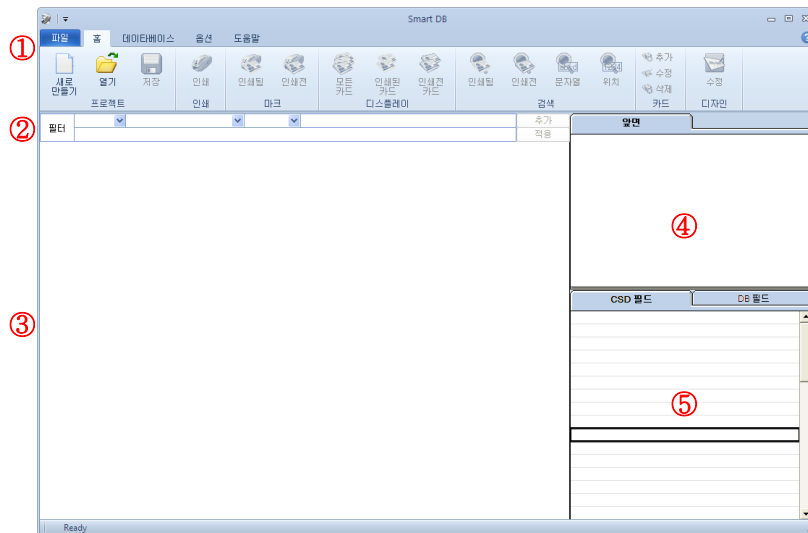 Smart DB
① 파일 홈 데이타베이스 옵션 도움말
새로 만들기 열기 저장 인쇄 인쇄됨 인쇄전 모든 카드 인쇄된 카드 인쇄전 카드 인쇄됨 인쇄전 문자열 위치 추가 수정 삭제 수정
프로젝트 인쇄 마크 디스플레이 검색 카드 디자인
② 필터 추가 적용 앞면
④
CSD 필드 DB 필드
③
⑤
Ready